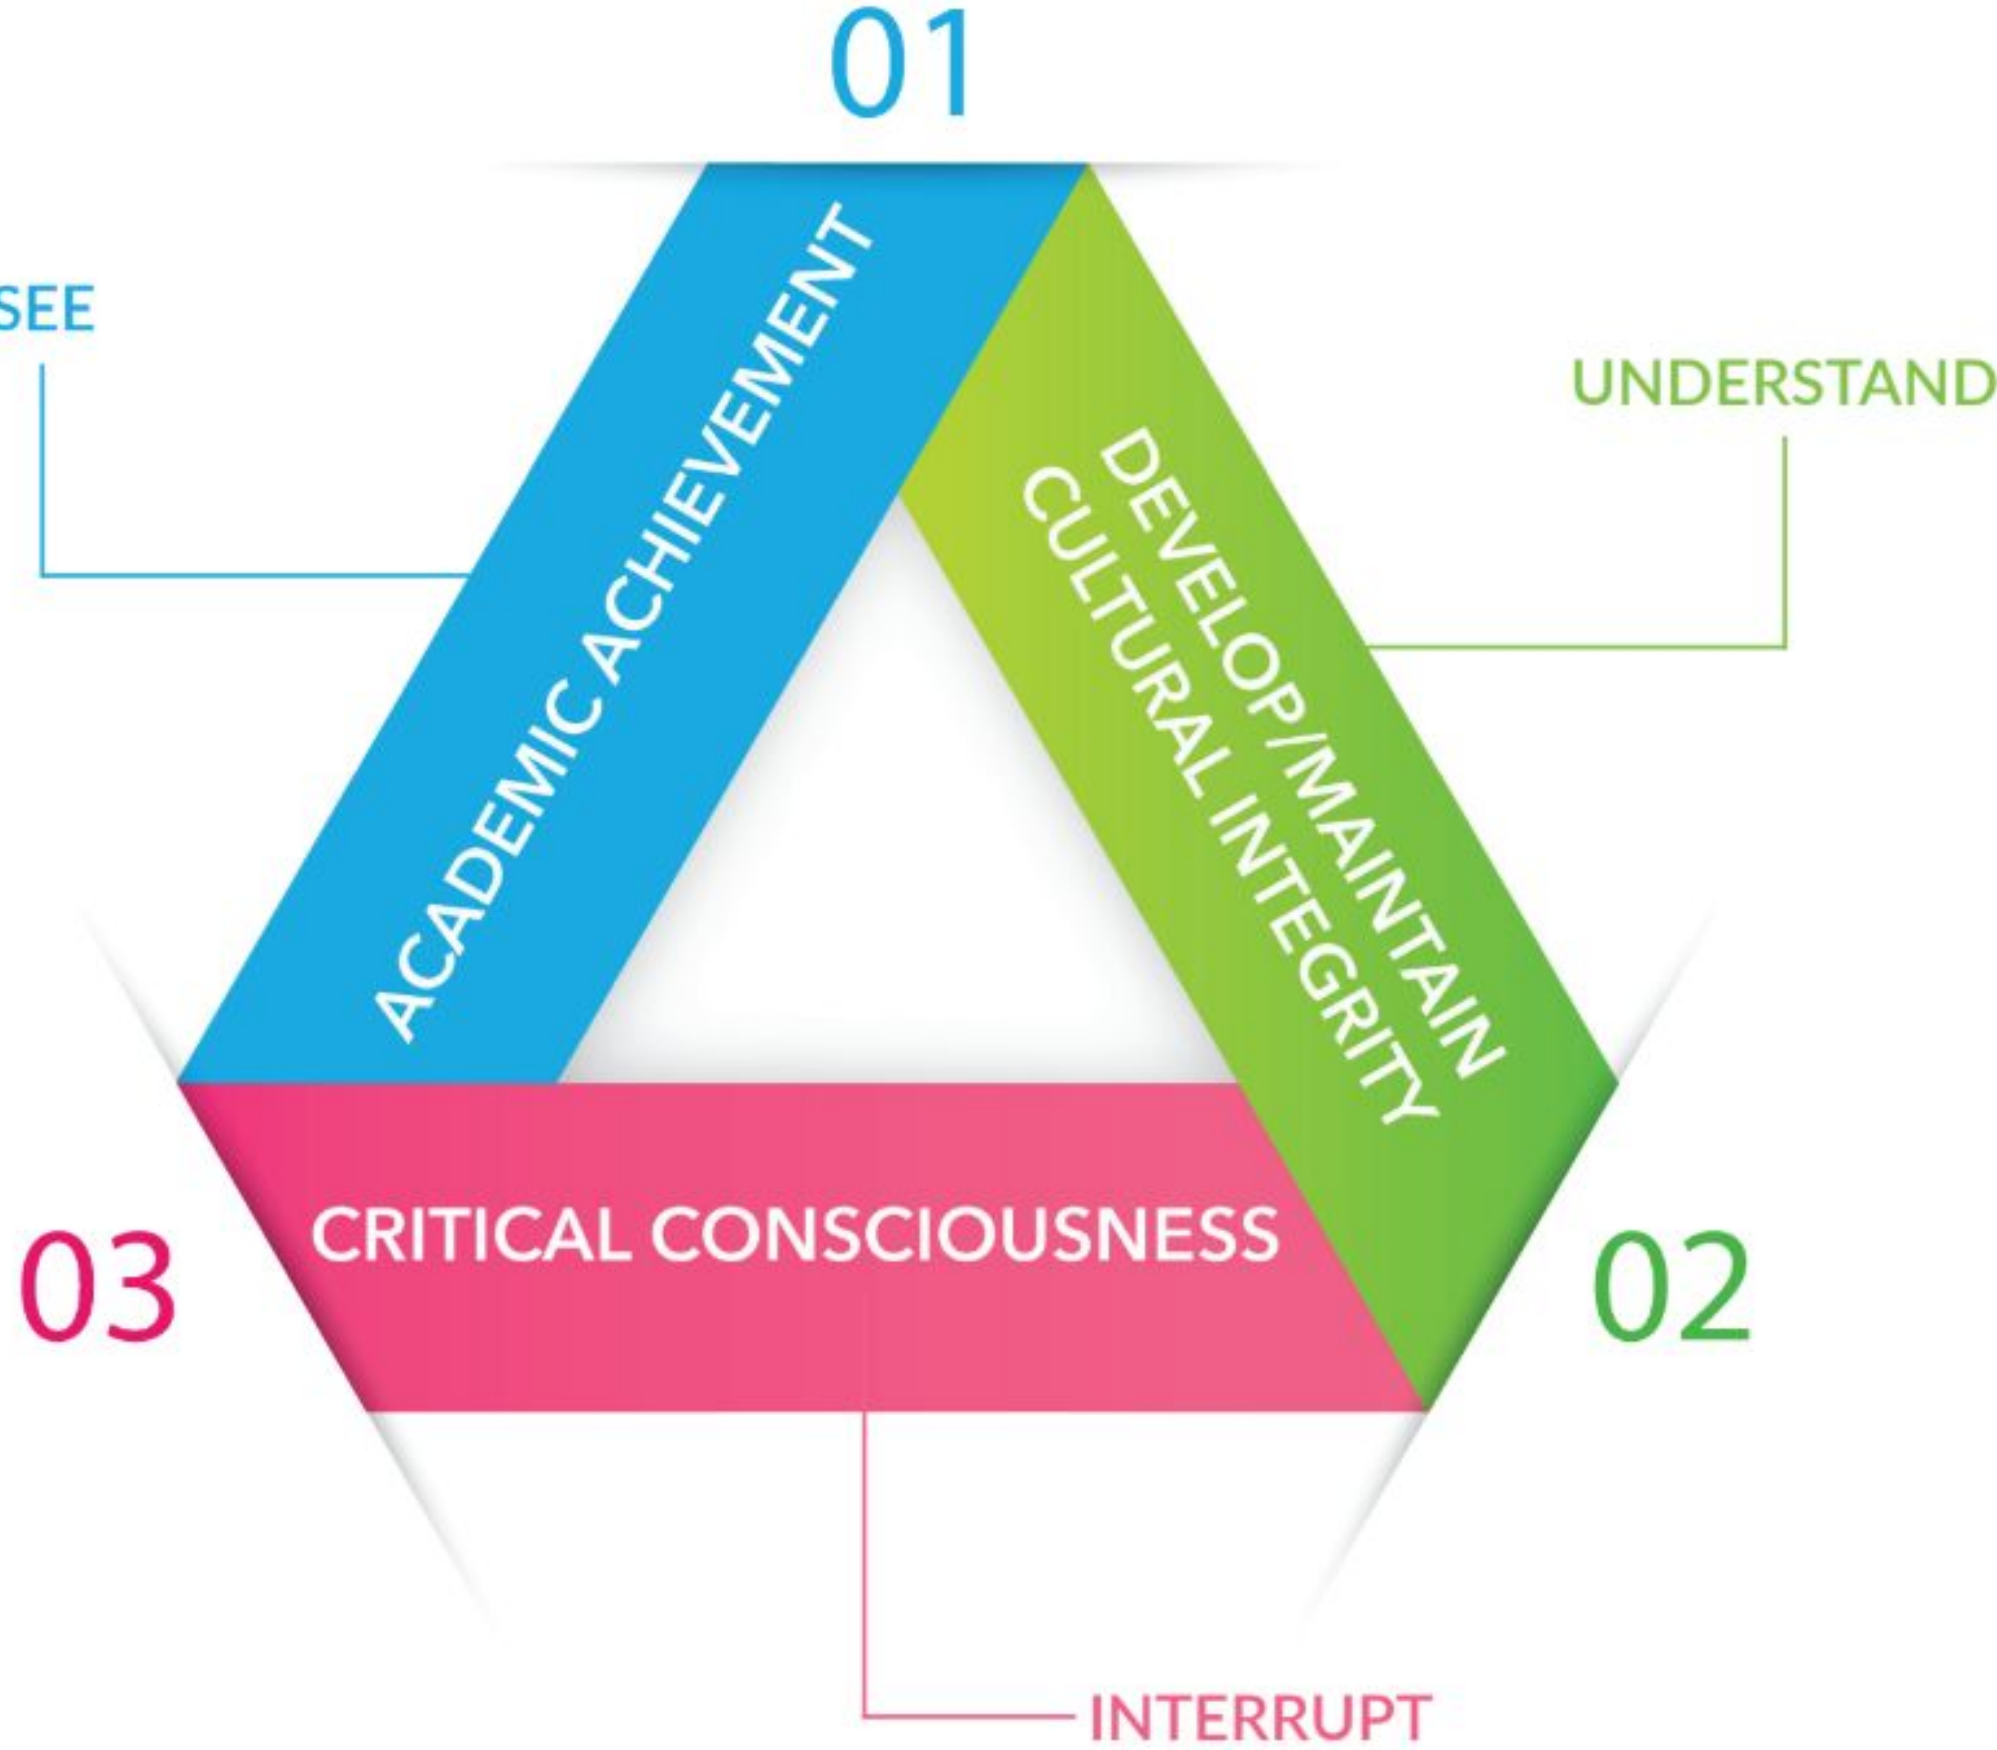 01
SEE
ACADEMIC ACHIEVEMENT
UNDERSTAND
DEVELOP/MAINTAIN
CULTURAL INTEGRITY
02
03
CRITICAL CONSCIOUSNESS
INTERRUPT